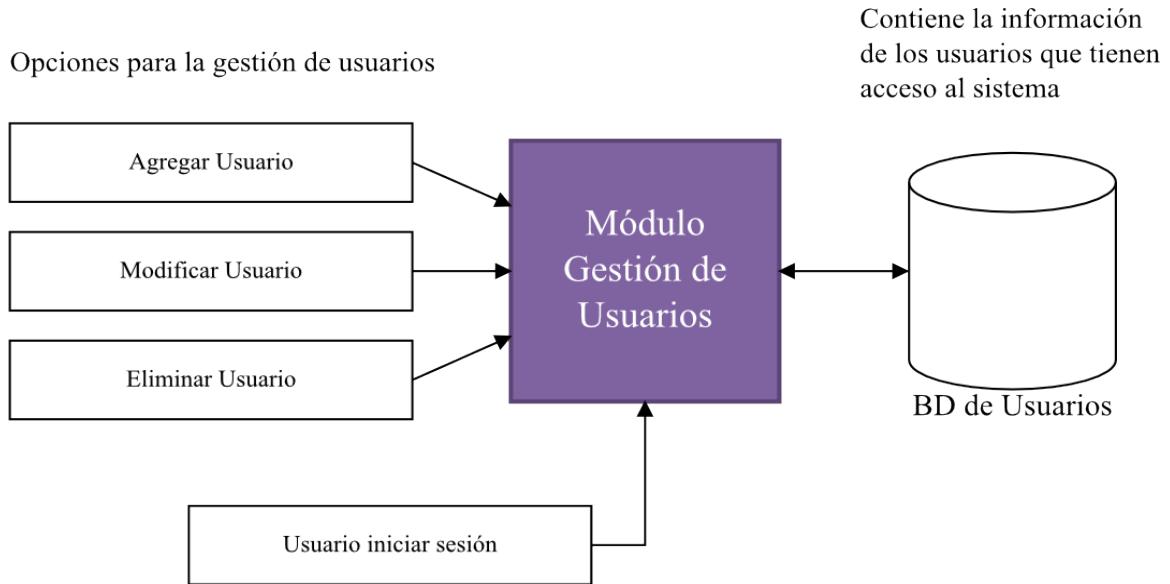 Opciones para la gestión de usuarios
Agregar Usuario
Modificar Usuario
Eliminar Usuario
Usuario iniciar sesión
Módulo
Gestión de
Usuarios
Contiene la información
de los usuarios que tienen
acceso al sistema
BD de Usuarios